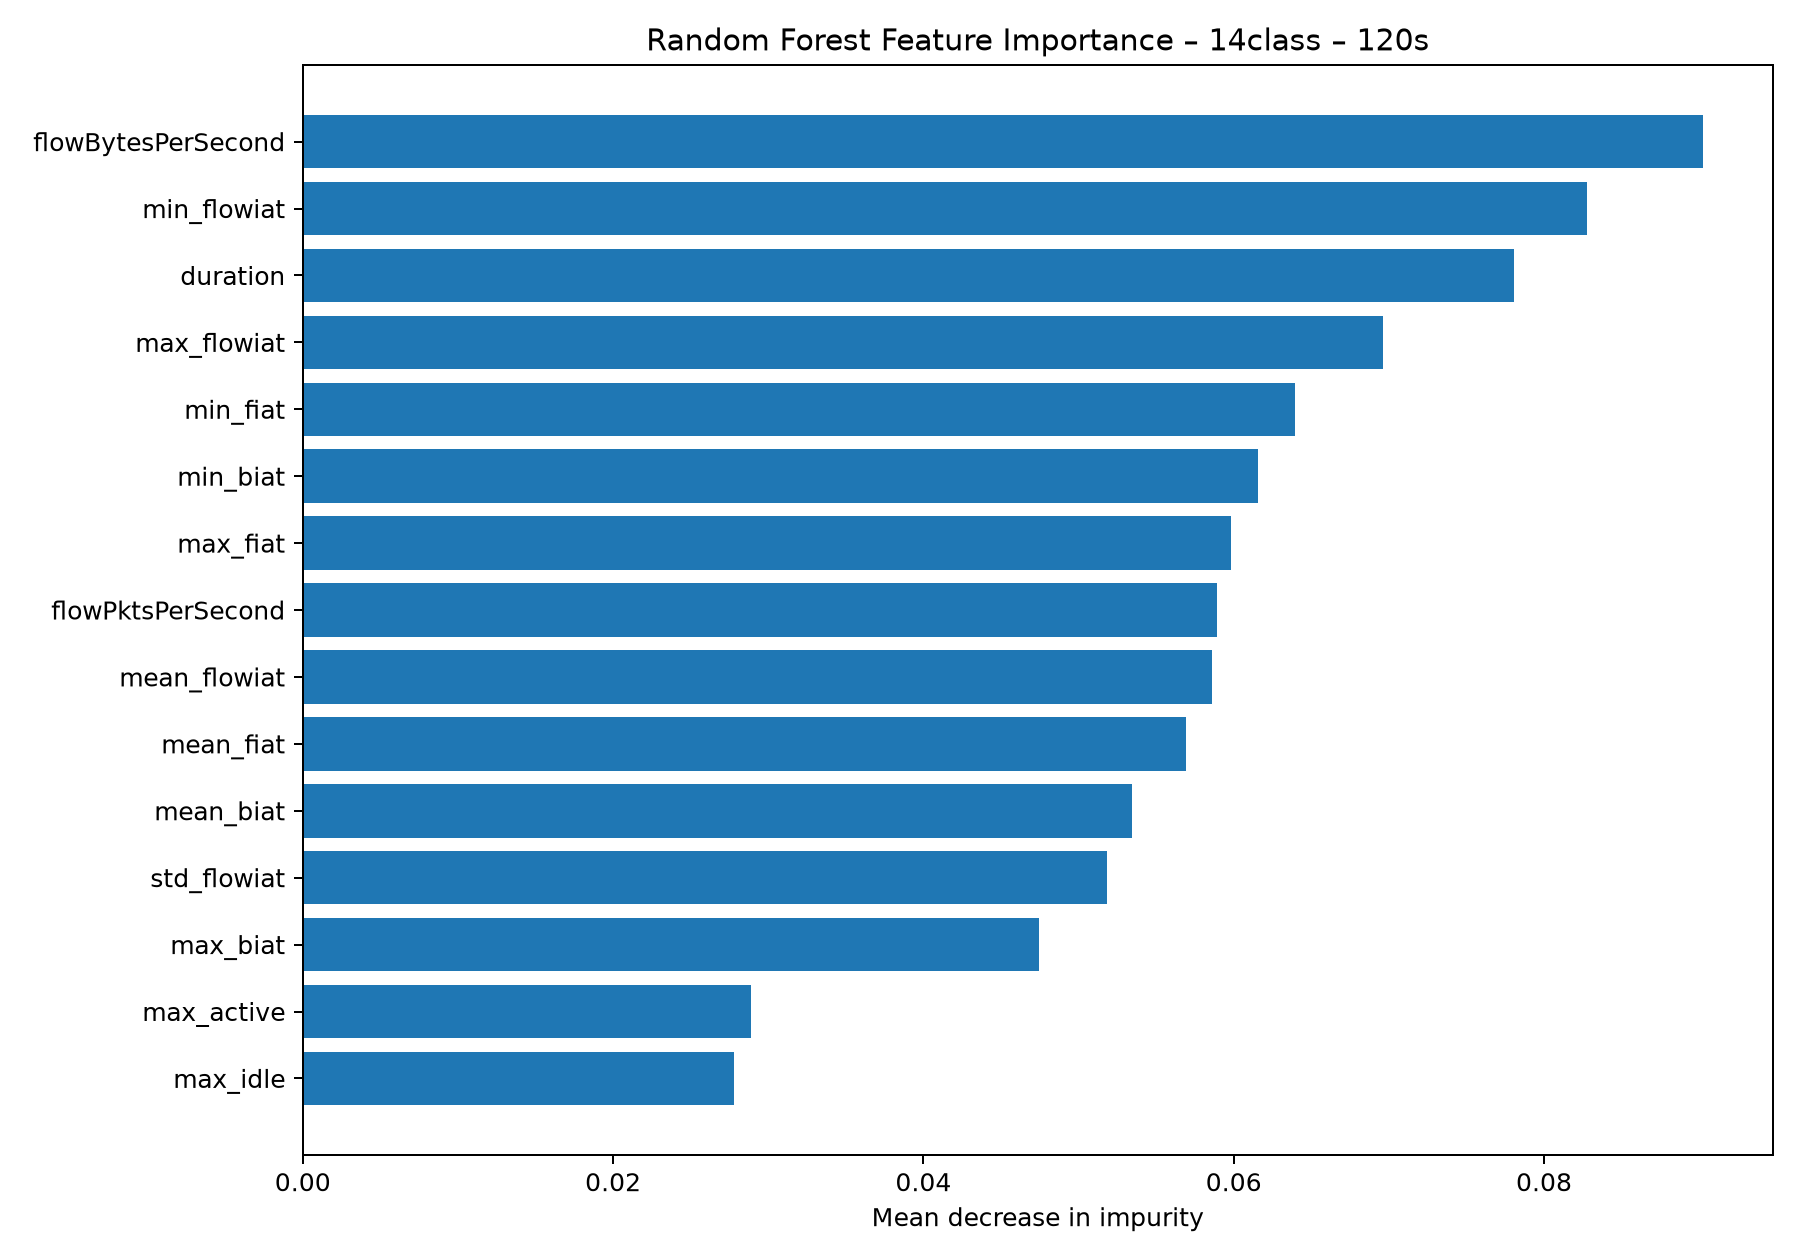 Random Forest Feature Importance – 14class – 120s
flowBytesPerSecond
min_flowiat
duration
max_flowiat
min_fiat
min_biat
max_fiat
flowPktsPerSecond
mean_flowiat
mean_fiat
mean_biat
std_flowiat
max_biat
max_active
max_idle
0.00 0.02 0.04 0.06 0.08
Mean decrease in impurity